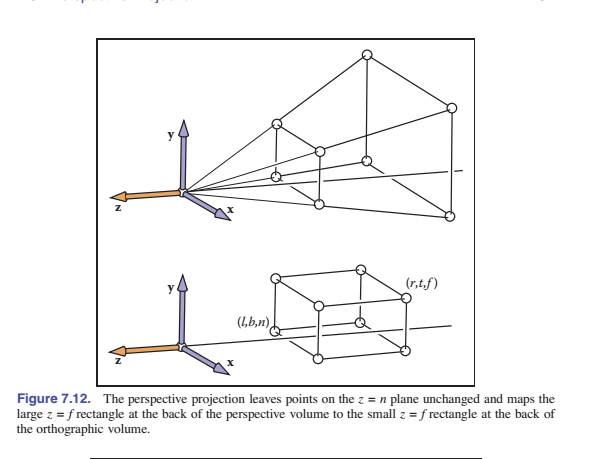 y
z
x
y
(r,t,f)
(l,b,n)
z
x
Figure 7.12. The perspective projection leaves points on the z = n plane unchanged and maps the
large z = f rectangle at the back of the perspective volume to the small z = f rectangle at the back of
the orthographic volume.